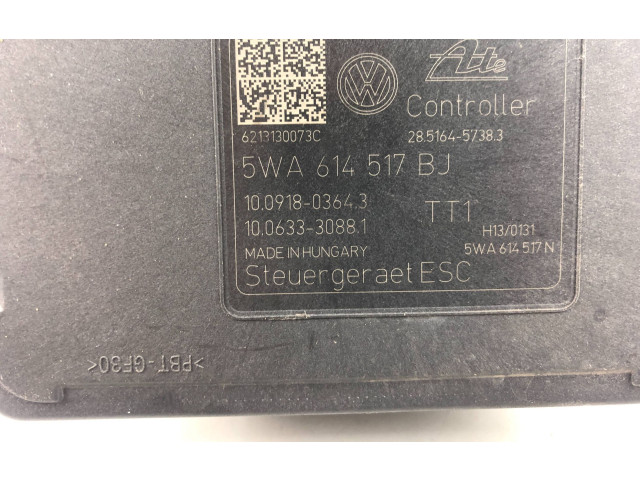 Ate
Controller
6213130073C
28.5164-5738.3
5WA 614 517 BJ
10.0918-0364.3
10.0633-3088.1
TT1
H13/0131
MADE IN HUNGARY
5WA 614 517 N
Steuergeraet ESC
>PBT-GF30<